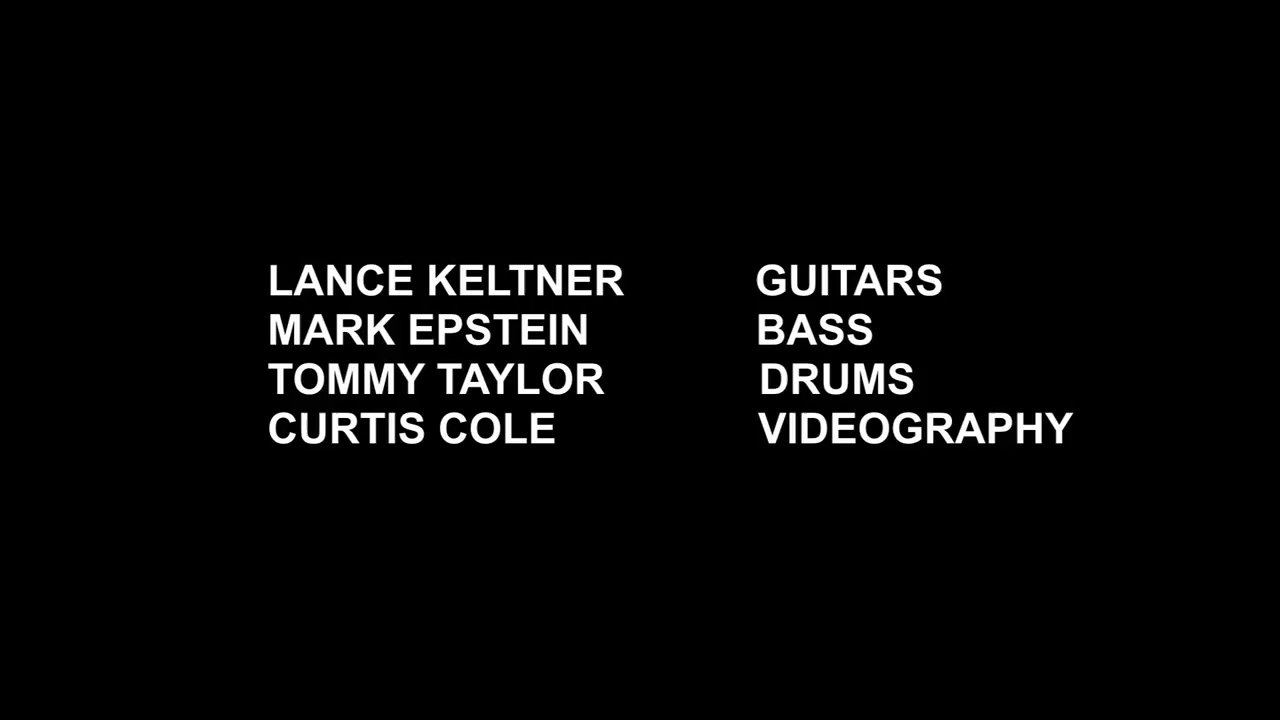 LANCE KELTNER GUITARS
MARK EPSTEIN BASS
TOMMY TAYLOR DRUMS
CURTIS COLE VIDEOGRAPHY